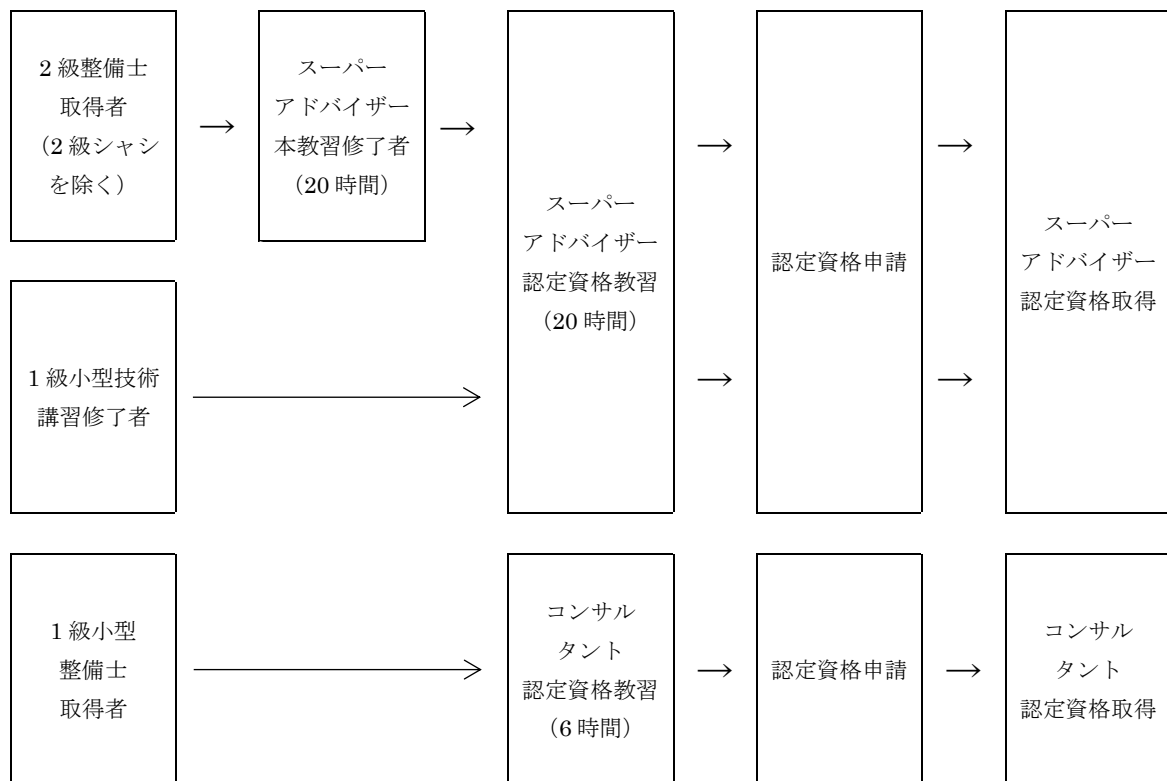 2級整備士
取得者
（2級シャシ
を除く）
→
スーパー
アドバイザー
本教習修了者
（20時間）
→
スーパー
アドバイザー
認定資格教習
（20時間）
→
→
認定資格申請
→
→
スーパー
アドバイザー
認定資格取得
1級小型技術
講習修了者
1級小型
整備士
取得者
コンサル
タント
認定資格教習
（6時間）
→
認定資格申請
→
コンサル
タント
認定資格取得